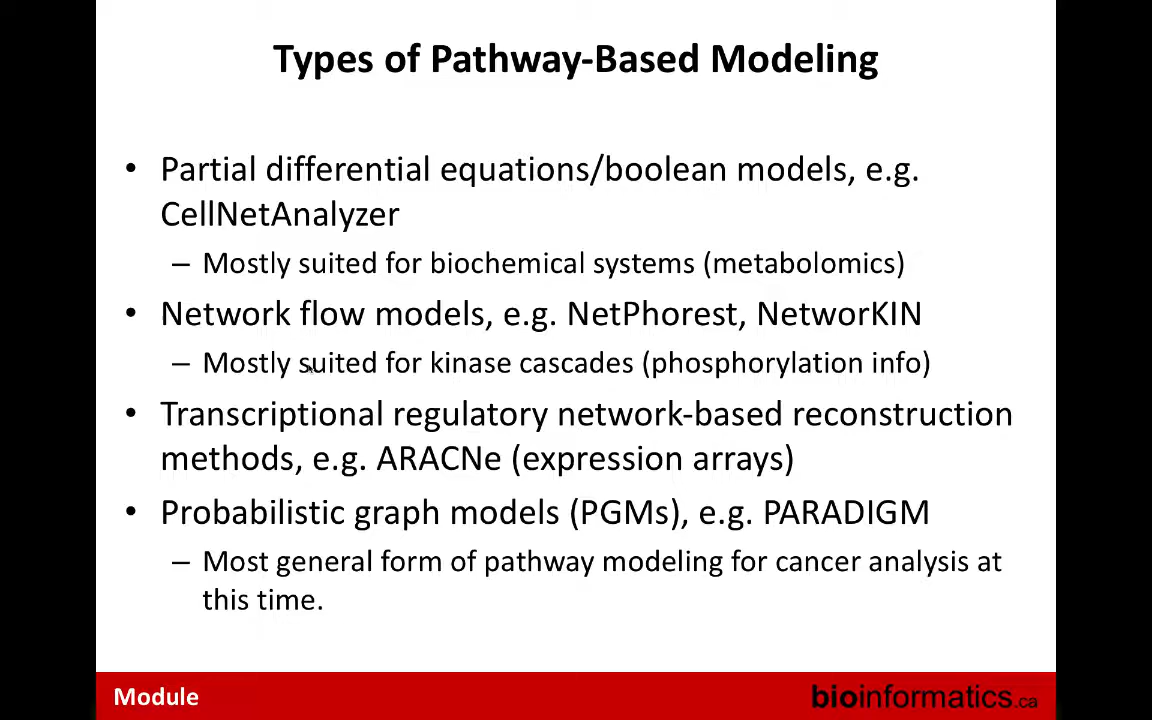 Types of Pathway-Based Modeling
• Partial differential equations/boolean models, e.g.
CellNetAnalyzer
– Mostly suited for biochemical systems (metabolomics)
• Network flow models, e.g. NetPhorest, NetworKIN
– Mostly suited for kinase cascades (phosphorylation info)
• Transcriptional regulatory network-based reconstruction
methods, e.g. ARACNe (expression arrays)
• Probabilistic graph models (PGMs), e.g. PARADIGM
– Most general form of pathway modeling for cancer analysis at
this time.
Module
bioinformatics.ca